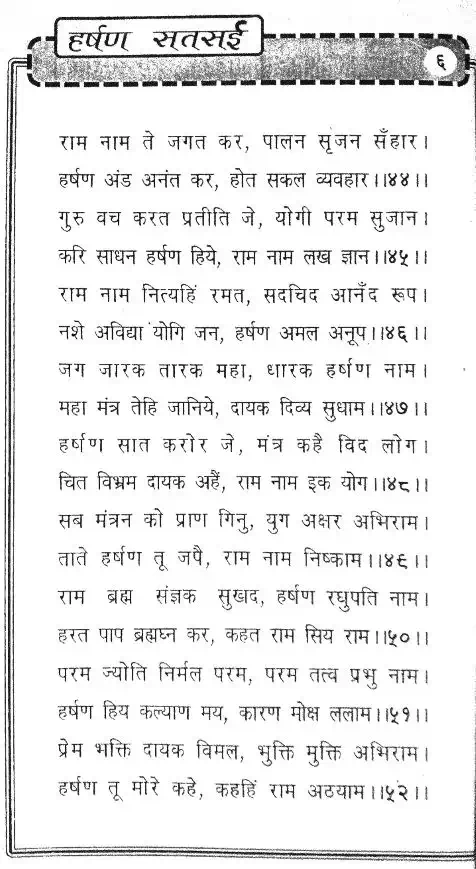 हर्षण सतसई
६
राम नाम ते जगत कर, पालन सृजन सँहार।
हर्षण अंड अनंत कर, होत सकल व्यवहार।।४४।।
गुरु वच करत प्रतीति जे, योगी परम सुजान।
करि साधन हर्षण हिये, राम नाम लख ज्ञान।।४५।।
राम नाम नित्यहिं रमत, सदचिद आनँद रूप।
नशे अविद्या योगि जन, हर्षण अमल अनूप।।४६।।
जग जारक तारक महा, धारक हर्षण नाम।
महा मंत्र तेहि जानिये, दायक दिव्य सुधाम।।४७।।
हर्षण सात करोर जे, मंत्र कहै विद लोग।
चित विभ्रम दायक अहैं, राम नाम इक योग।।४८।।
सब मंत्रन को प्राण गिनु, युग अक्षर अभिराम।
ताते हर्षण तू जपै, राम नाम निष्काम।।४९।।
राम ब्रह्म संज्ञक सुखद, हर्षण रघुपति नाम।
हरत पाप ब्रह्मघ्न कर, कहत राम सिय राम।।५०।।
परम ज्योति निर्मल परम, परम तत्व प्रभु नाम।
हर्षण हिय कल्याण मय, कारण मोक्ष ललाम।।५१।।
प्रेम भक्ति दायक विमल, भुक्ति मुक्ति अभिराम।
हर्षण तू मोरे कहे, कहहिं राम अठयाम।।५२।।